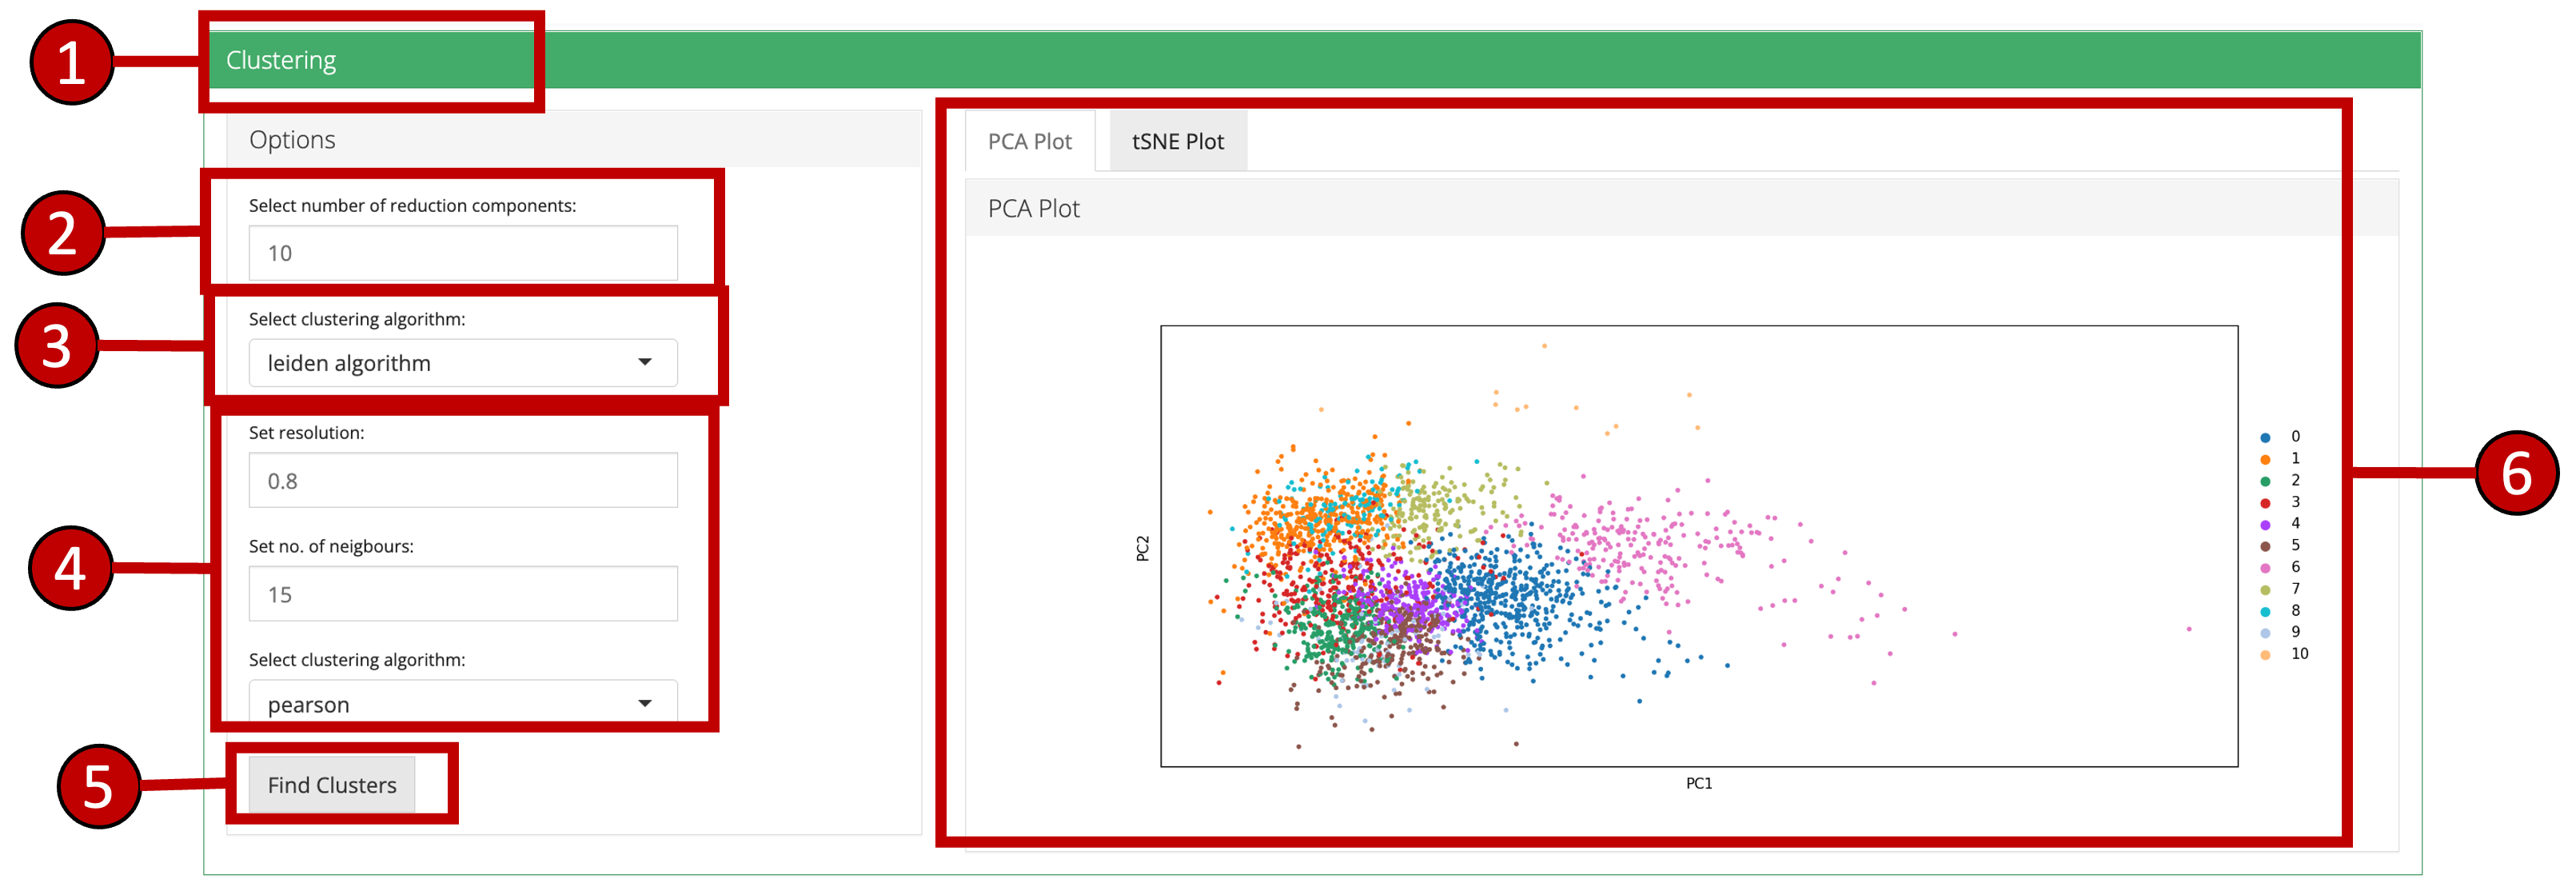 1
Clustering
Options
2
Select number of reduction components:
10
3
Select clustering algorithm:
leiden algorithm
4
Set resolution:
0.8
Set no. of neigbours:
15
Select clustering algorithm:
pearson
5
Find Clusters
6
PCA Plot
tSNE Plot
PCA Plot
PC2
PC1
0
1
2
3
4
5
6
7
8
9
10